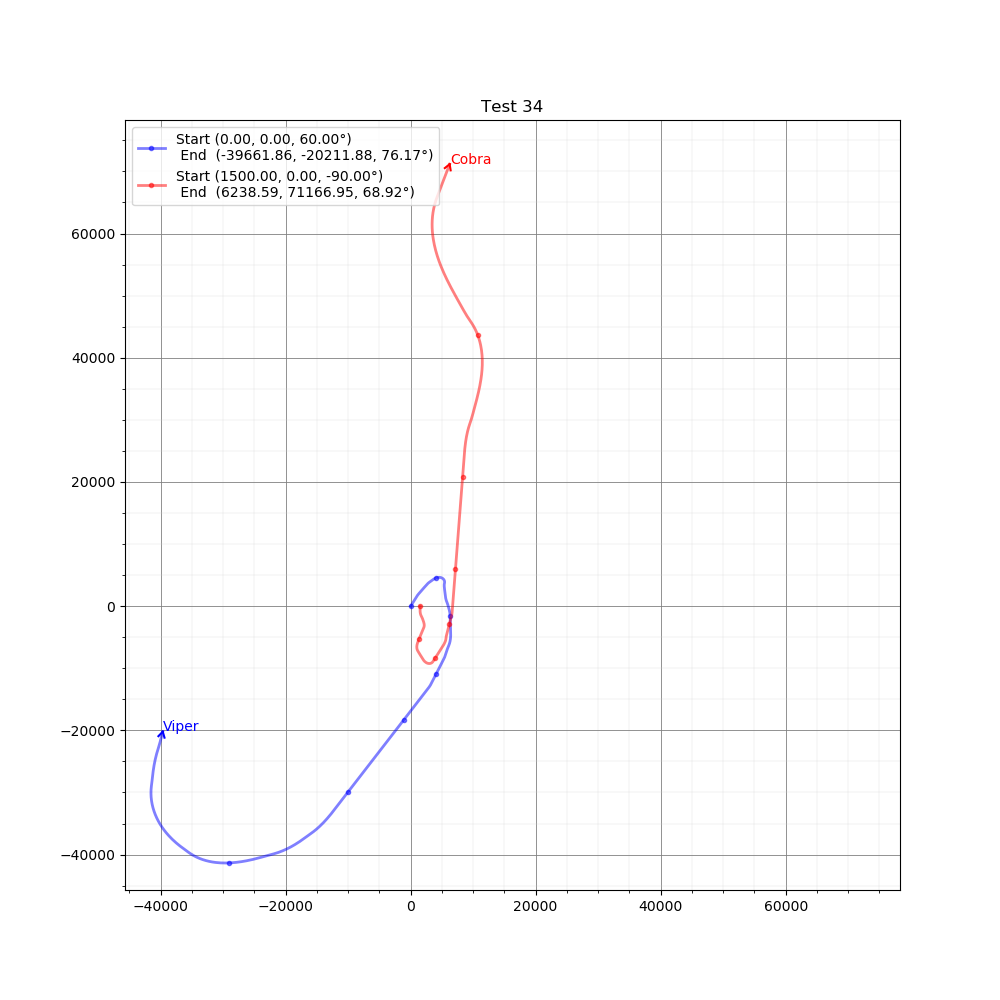 Test 34
Start (0.00, 0.00, 60.00°)
End  (-39661.86, -20211.88, 76.17°)
Start (1500.00, 0.00, -90.00°)
End  (6238.59, 71166.95, 68.92°)
Cobra
60000
40000
20000
0
Viper
−20000
−40000
−40000 −20000 0 20000 40000 60000